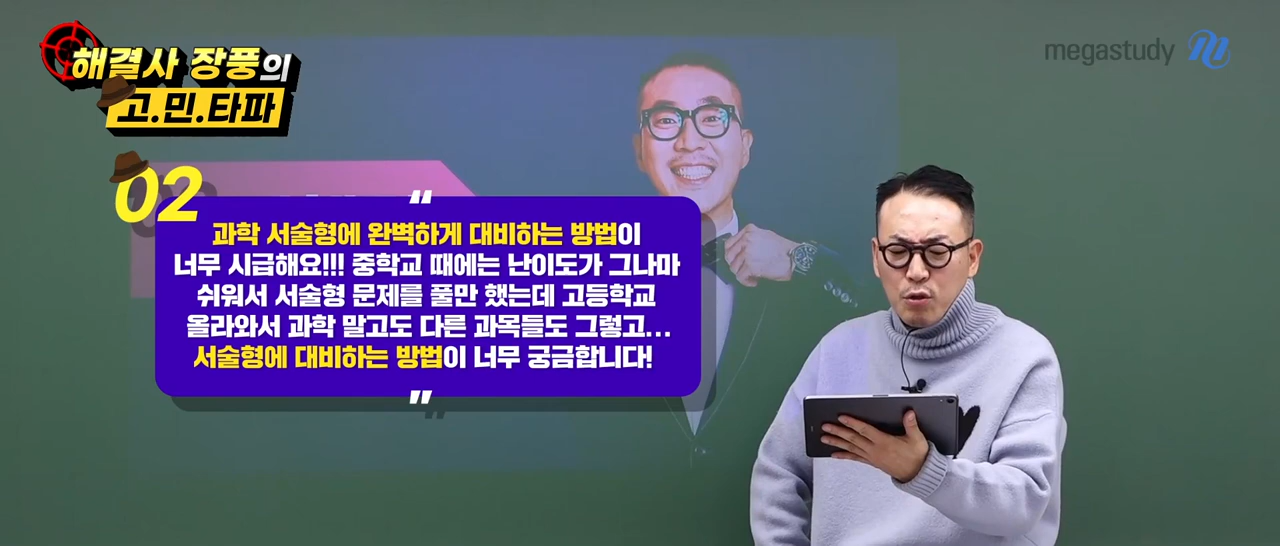 해결사 장풍의
고.민.타파
megastudy
02
"
과학 서술형에 완벽하게 대비하는 방법이
너무 시급해요!!! 중학교 때에는 난이도가 그나마
쉬워서 서술형 문제를 풀만 했는데 고등학교
올라와서 과학 말고도 다른 과목들도 그렇고...
서술형에 대비하는 방법이 너무 궁금합니다!
"